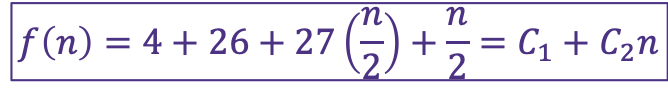 f(n) = 4 + 26 + 27 (n/2) + n/2 = C₁ + C₂n